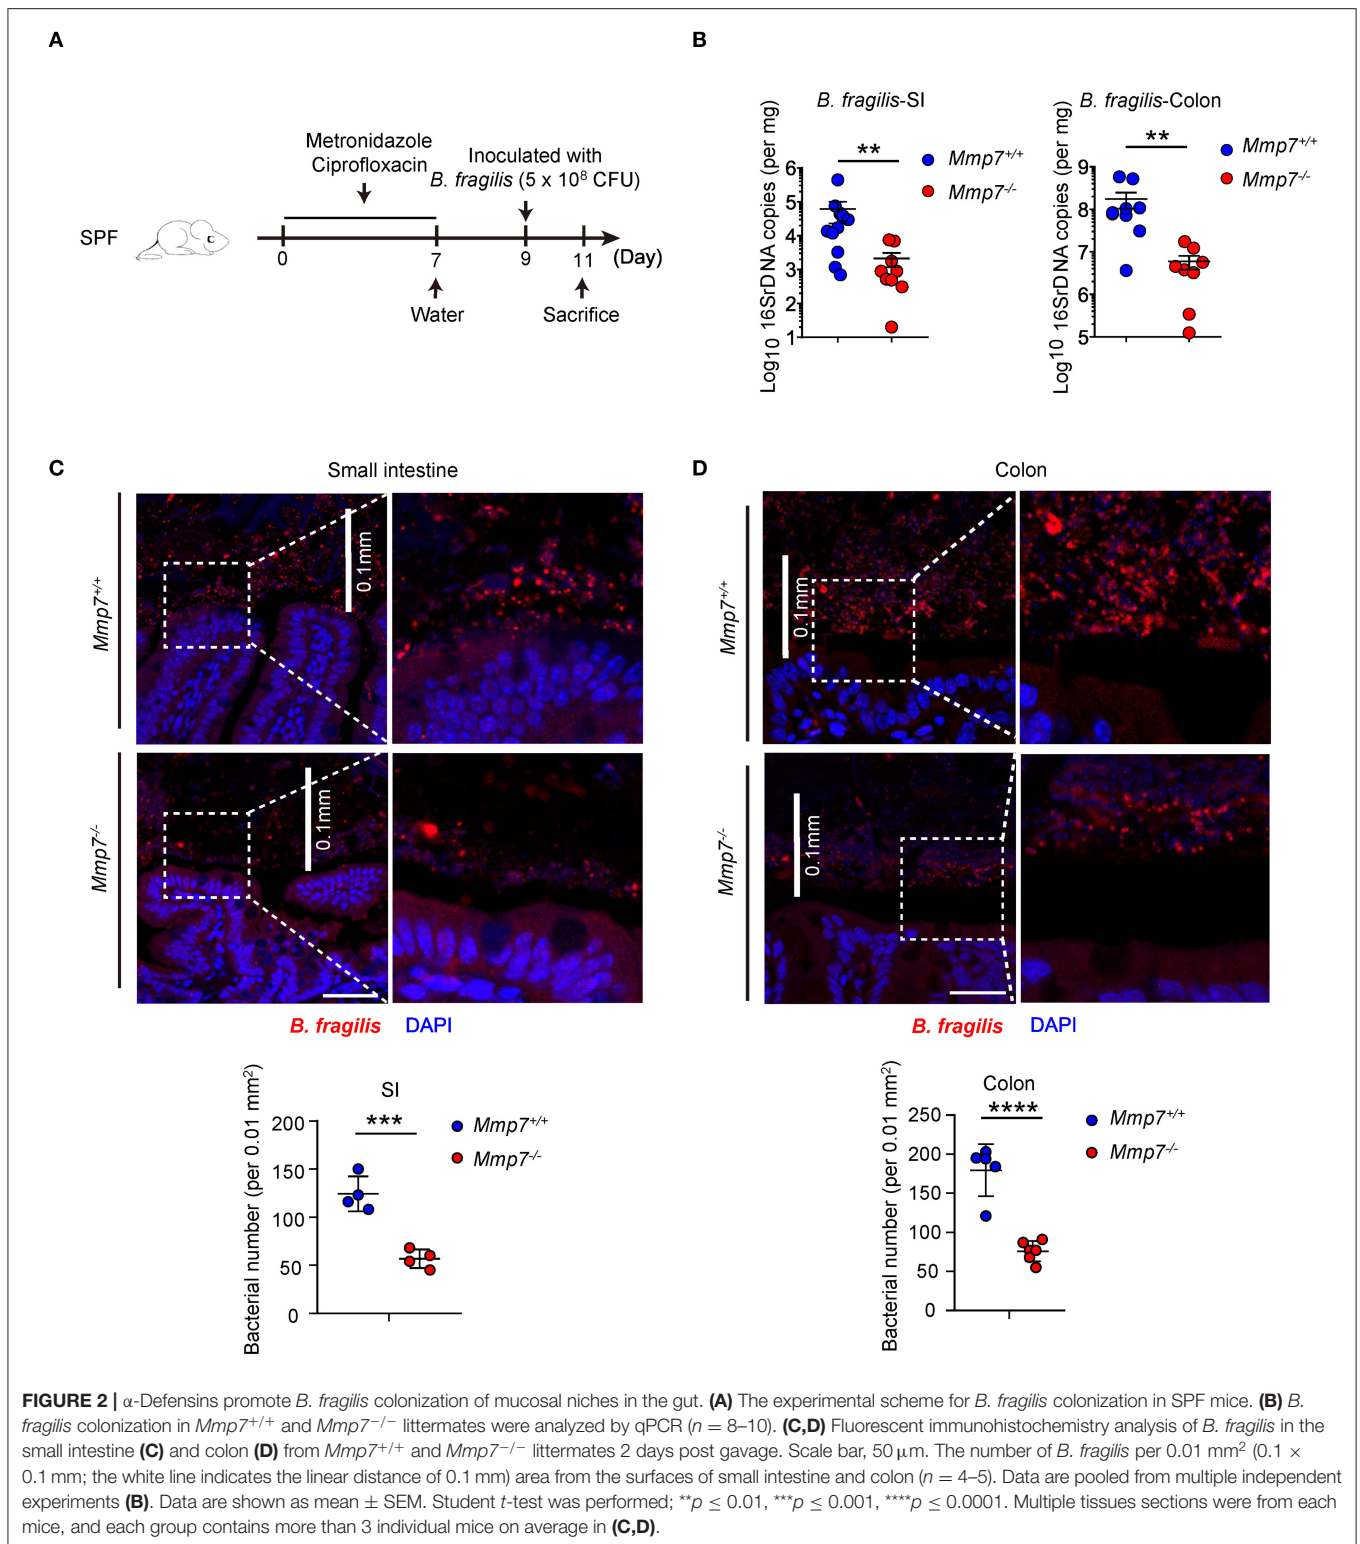 A
Metronidazole
Ciprofloxacin
Inoculated with
B. fragilis (5 x 10⁸ CFU)
SPF
0 7 9 11 (Day)
Water Sacrifice
B
B. fragilis-SI
Log10 16SrDNA copies (per mg)
6
5
4
3
2
1
**
Mmp7+/+
Mmp7-/-
B. fragilis-Colon
Log10 16SrDNA copies (per mg)
9
8
7
6
5
**
Mmp7+/+
Mmp7-/-
C
Small intestine
Mmp7+/+
0.1mm
Mmp7-/-
0.1mm
B. fragilis DAPI
SI
Bacterial number (per 0.01 mm²)
200
150
100
50
0
***
Mmp7+/+
Mmp7-/-
D
Colon
Mmp7+/+
0.1mm
Mmp7-/-
0.1mm
B. fragilis DAPI
Colon
Bacterial number (per 0.01 mm²)
250
200
150
100
50
0
****
Mmp7+/+
Mmp7-/-
FIGURE 2 | α-Defensins promote B. fragilis colonization of mucosal niches in the gut. (A) The experimental scheme for B. fragilis colonization in SPF mice. (B) B.
fragilis colonization in Mmp7+/+ and Mmp7−/− littermates were analyzed by qPCR (n = 8–10). (C,D) Fluorescent immunohistochemistry analysis of B. fragilis in the
small intestine (C) and colon (D) from Mmp7+/+ and Mmp7−/− littermates 2 days post gavage. Scale bar, 50 μm. The number of B. fragilis per 0.01 mm² (0.1 ×
0.1 mm; the white line indicates the linear distance of 0.1 mm) area from the surfaces of small intestine and colon (n = 4–5). Data are pooled from multiple independent
experiments (B). Data are shown as mean ± SEM. Student t-test was performed; **p ≤ 0.01, ***p ≤ 0.001, ****p ≤ 0.0001. Multiple tissues sections were from each
mice, and each group contains more than 3 individual mice on average in (C,D).